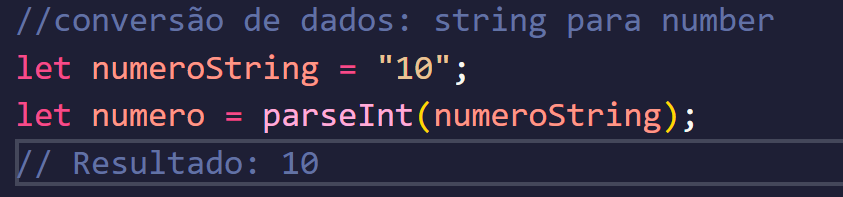 //conversão de dados: string para number
let numeroString = "10";
let numero = parseInt(numeroString);
// Resultado: 10